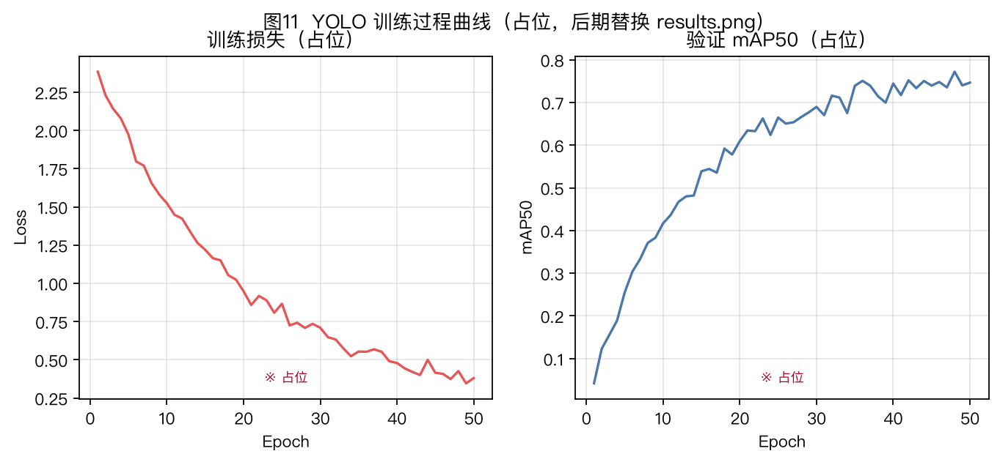 图11 YOLO 训练过程曲线（占位，后期替换 results.png）
训练损失（占位）
2.25
2.00
1.75
1.50
1.25
1.00
0.75
0.50
0.25
Loss
※ 占位
0 10 20 30 40 50
Epoch
验证 mAP50（占位）
0.8
0.7
0.6
0.5
0.4
0.3
0.2
0.1
mAP50
※ 占位
0 10 20 30 40 50
Epoch